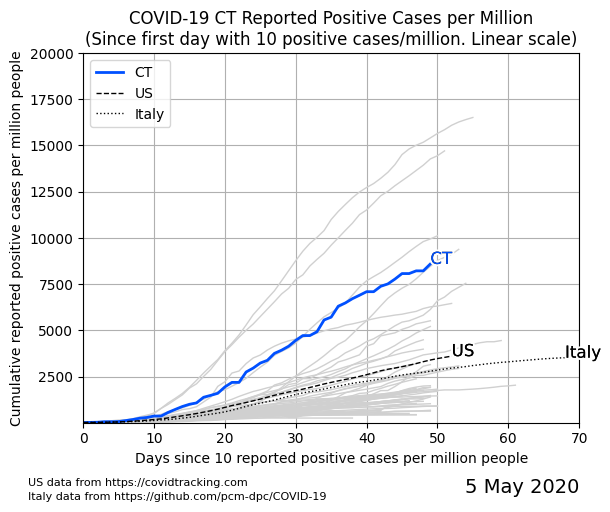 COVID-19 CT Reported Positive Cases per Million
(Since first day with 10 positive cases/million. Linear scale)
Cumulative reported positive cases per million people
20000
17500
15000
12500
10000
7500
5000
2500
CT
US
Italy
CT
US
Italy
0 10 20 30 40 50 60 70
Days since 10 reported positive cases per million people
US data from https://covidtracking.com
Italy data from https://github.com/pcm-dpc/COVID-19
5 May 2020